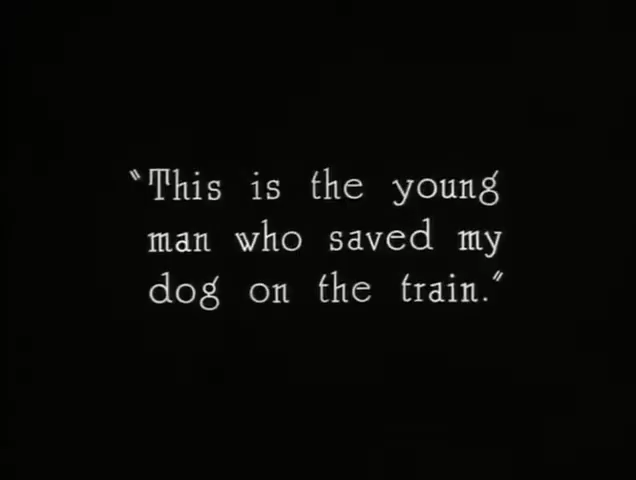 "This is the young
man who saved my
dog on the train."